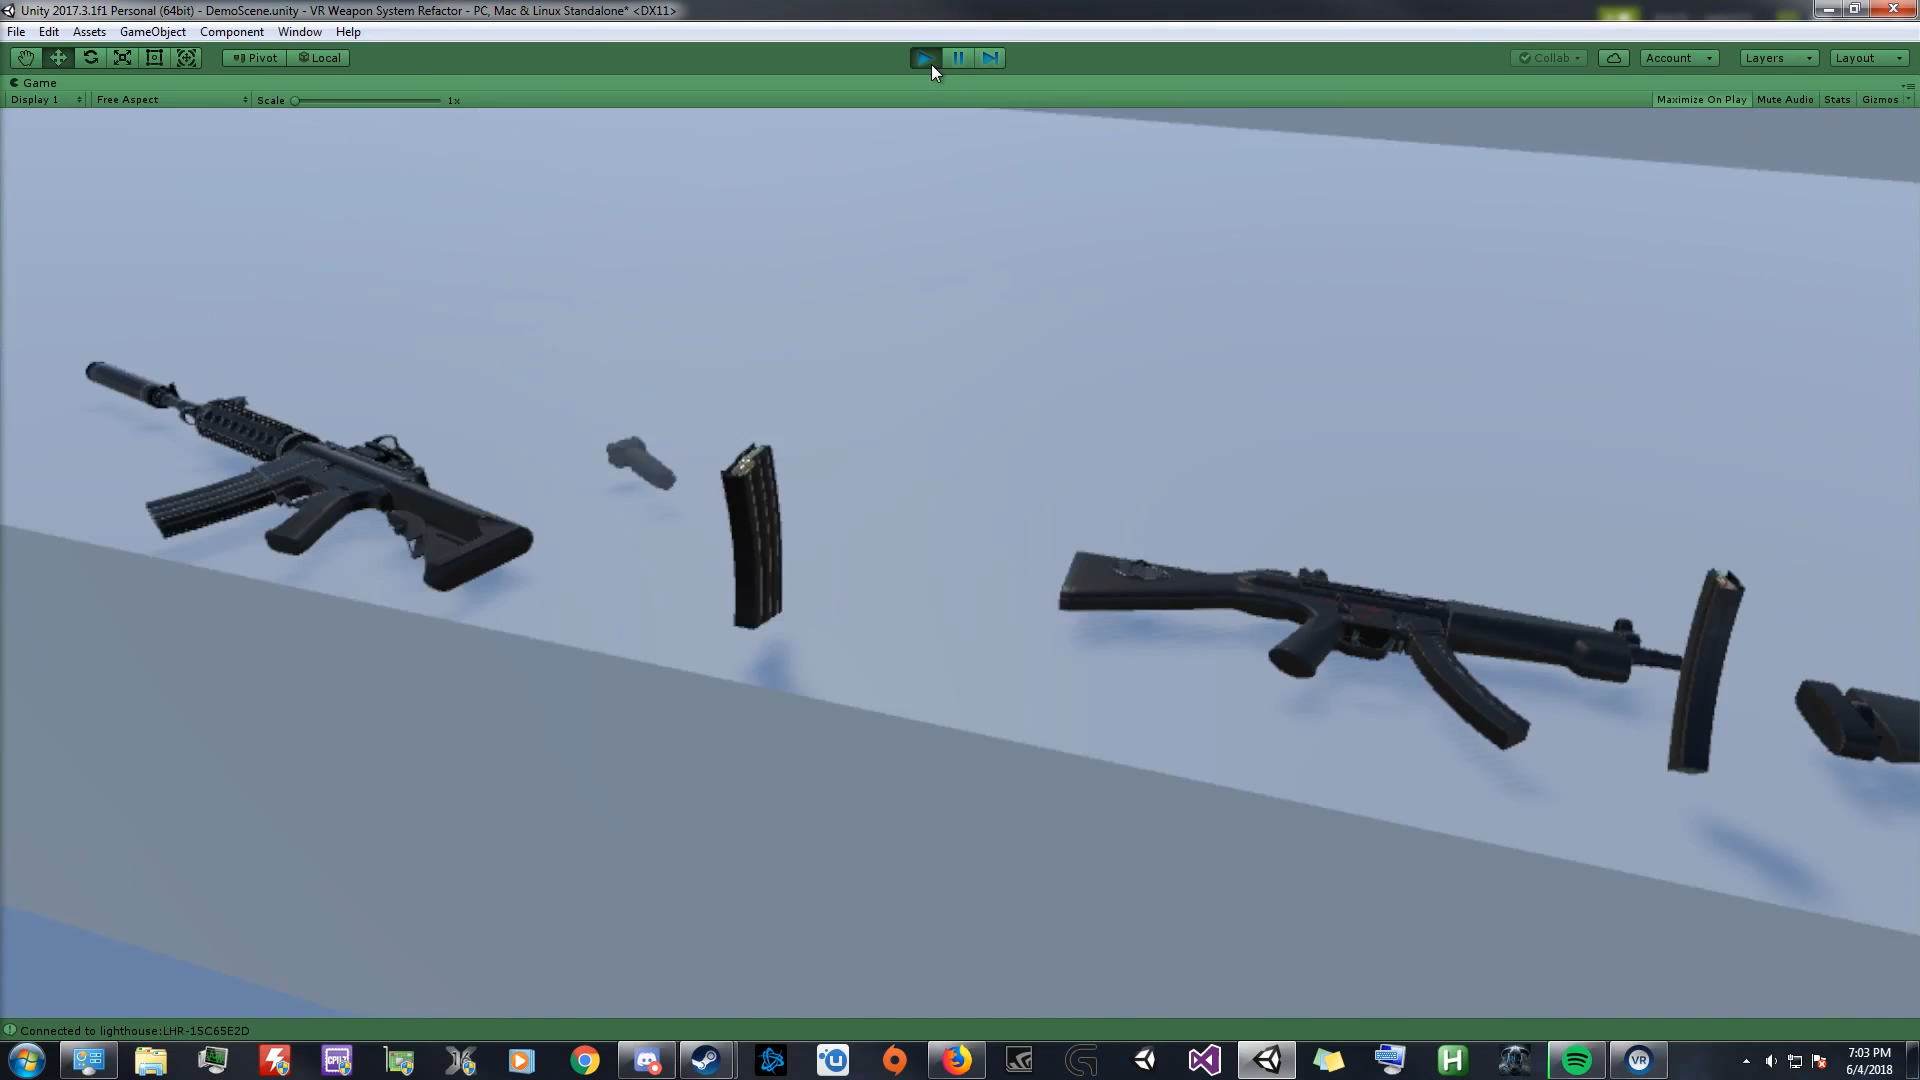 Unity 2017.3.1f1 Personal (64bit) - DemoScene.unity - VR Weapon System Refactor - PC, Mac & Linux Standalone* <DX11>
File Edit Assets GameObject Component Window Help
Pivot Local Collab Account Layers Layout
Game
Display 1 Free Aspect Scale 1x Maximize On Play Mute Audio Stats Gizmos
Connected to lighthouse:LHR-15C65E2D
CPU-Z
VR
7:03 PM
6/4/2018